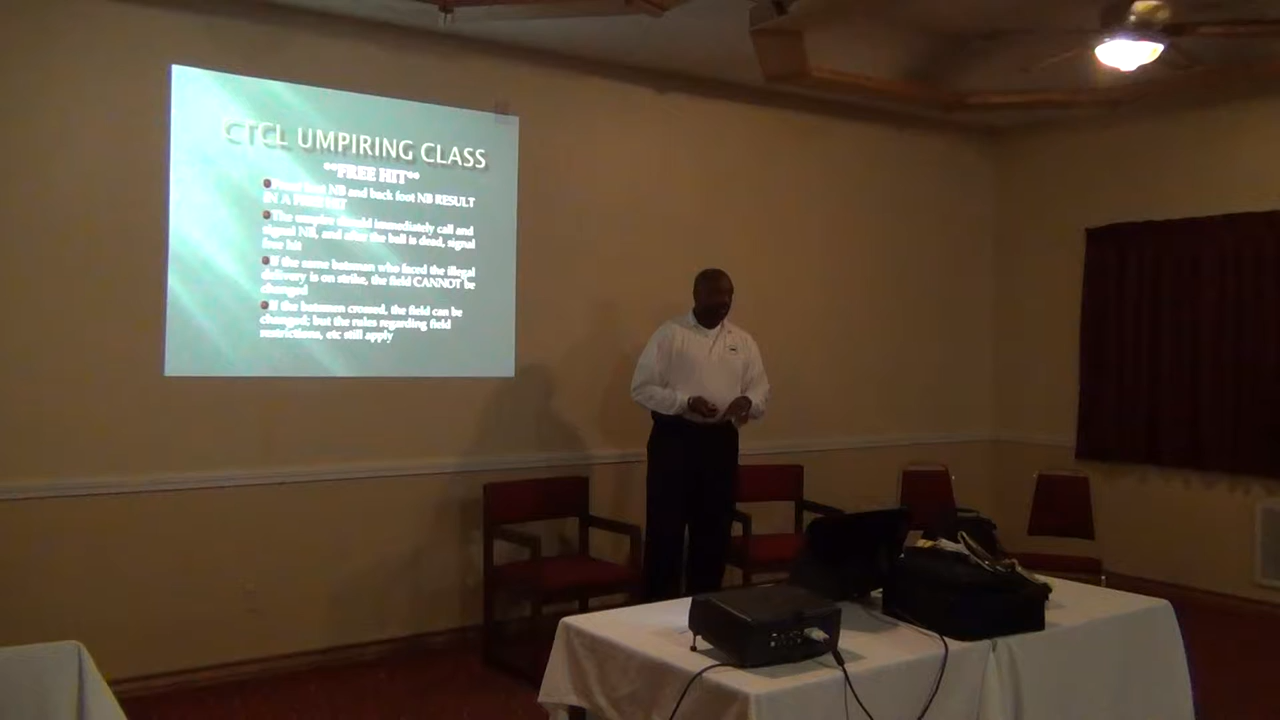 CTCL UMPIRING CLASS
**FREE HIT**
Front foot NB and back foot NB RESULT
IN A FREE HIT
The umpire should immediately call and
signal NB, and after the ball is dead, signal
free hit
If the same batsman who faced the illegal
delivery is on strike, the field CANNOT be
changed
If the batsmen crossed, the field can be
changed; but the rules regarding field
restrictions, etc still apply